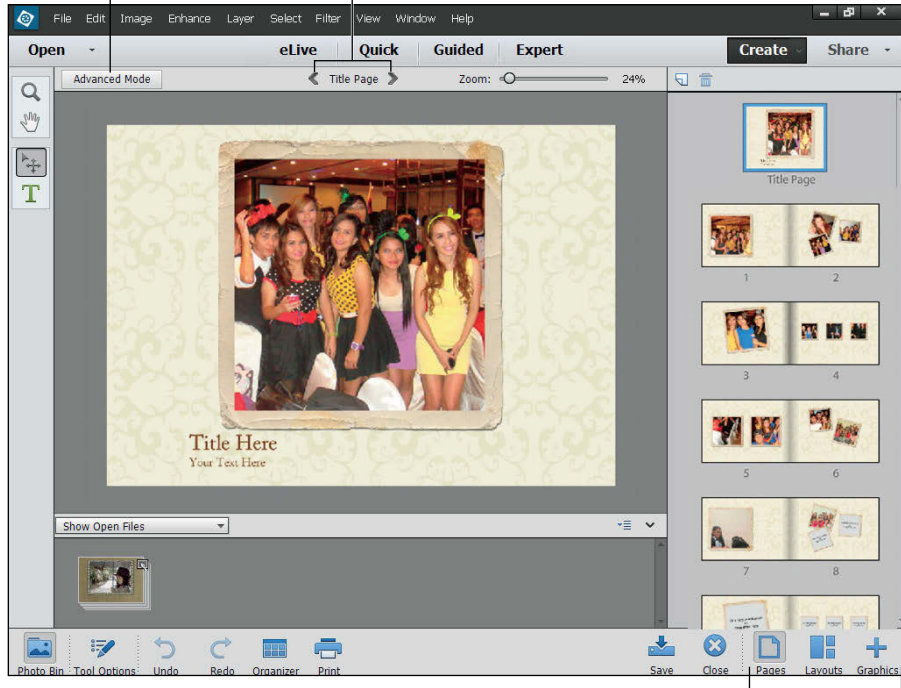 File Edit Image Enhance Layer Select Filter View Window Help
Open eLive Quick Guided Expert Create Share
Advanced Mode Title Page Zoom: 24%
Title Page
1 2
3 4
5 6
7 8
Title Here
Your Text Here
Show Open Files
Photo Bin Tool Options Undo Redo Organizer Print Save Close Pages Layouts Graphics